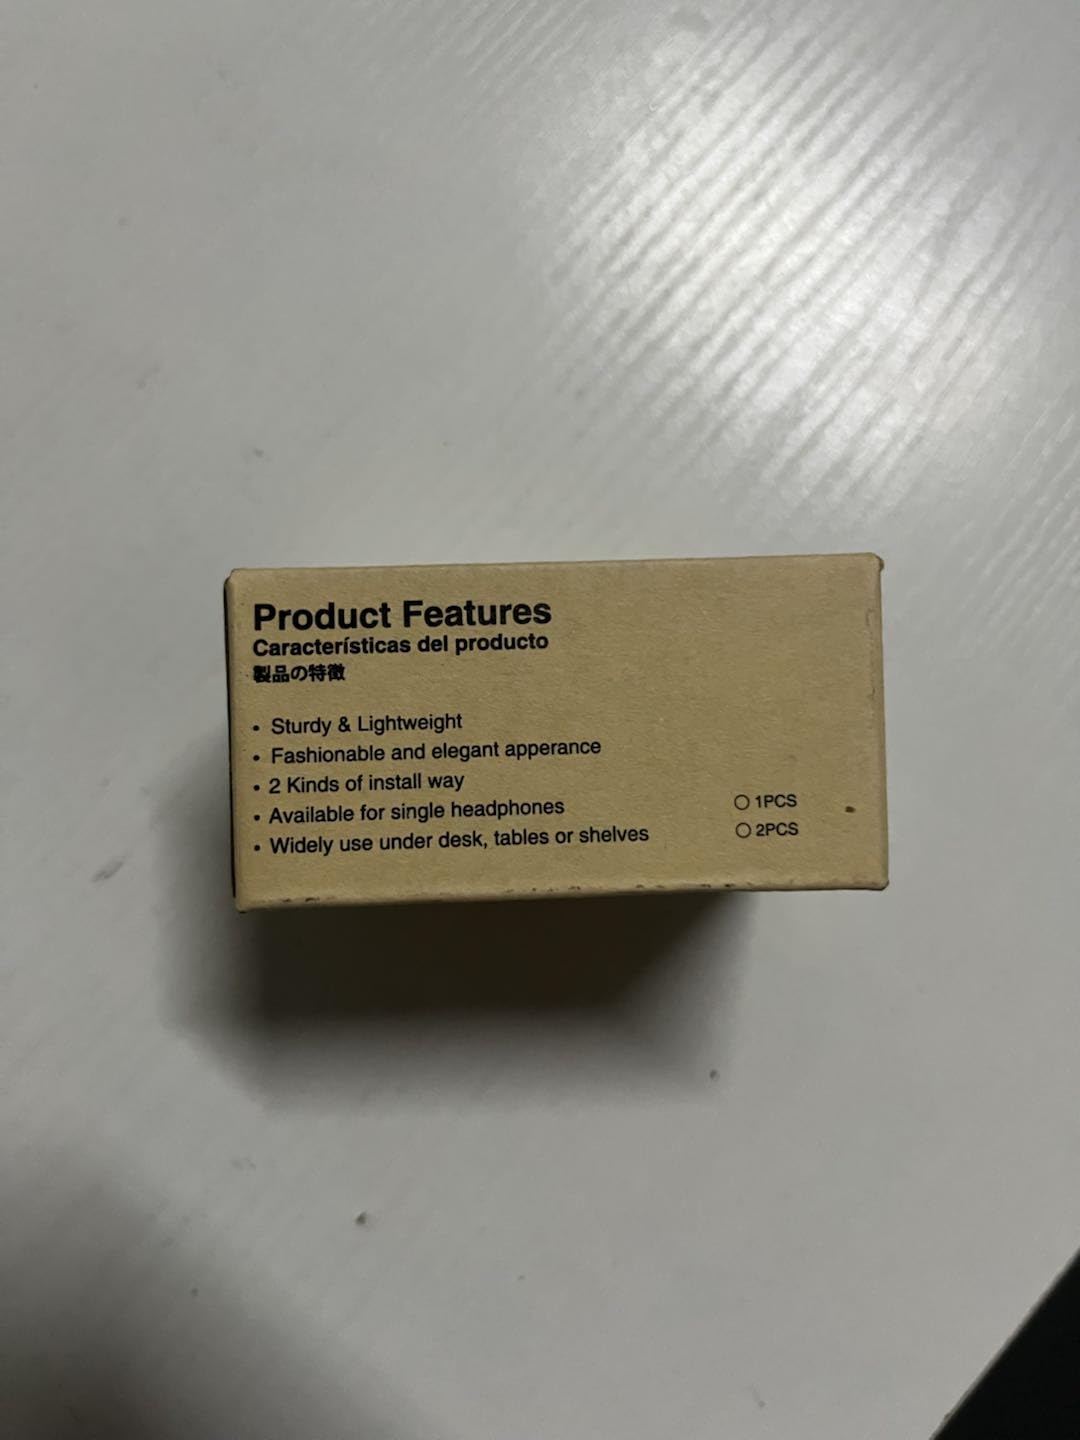 Product Features
Características del producto
製品の特徴
• Sturdy & Lightweight
• Fashionable and elegant apperance
• 2 Kinds of install way
• Available for single headphones
• Widely use under desk, tables or shelves
○ 1PCS
○ 2PCS